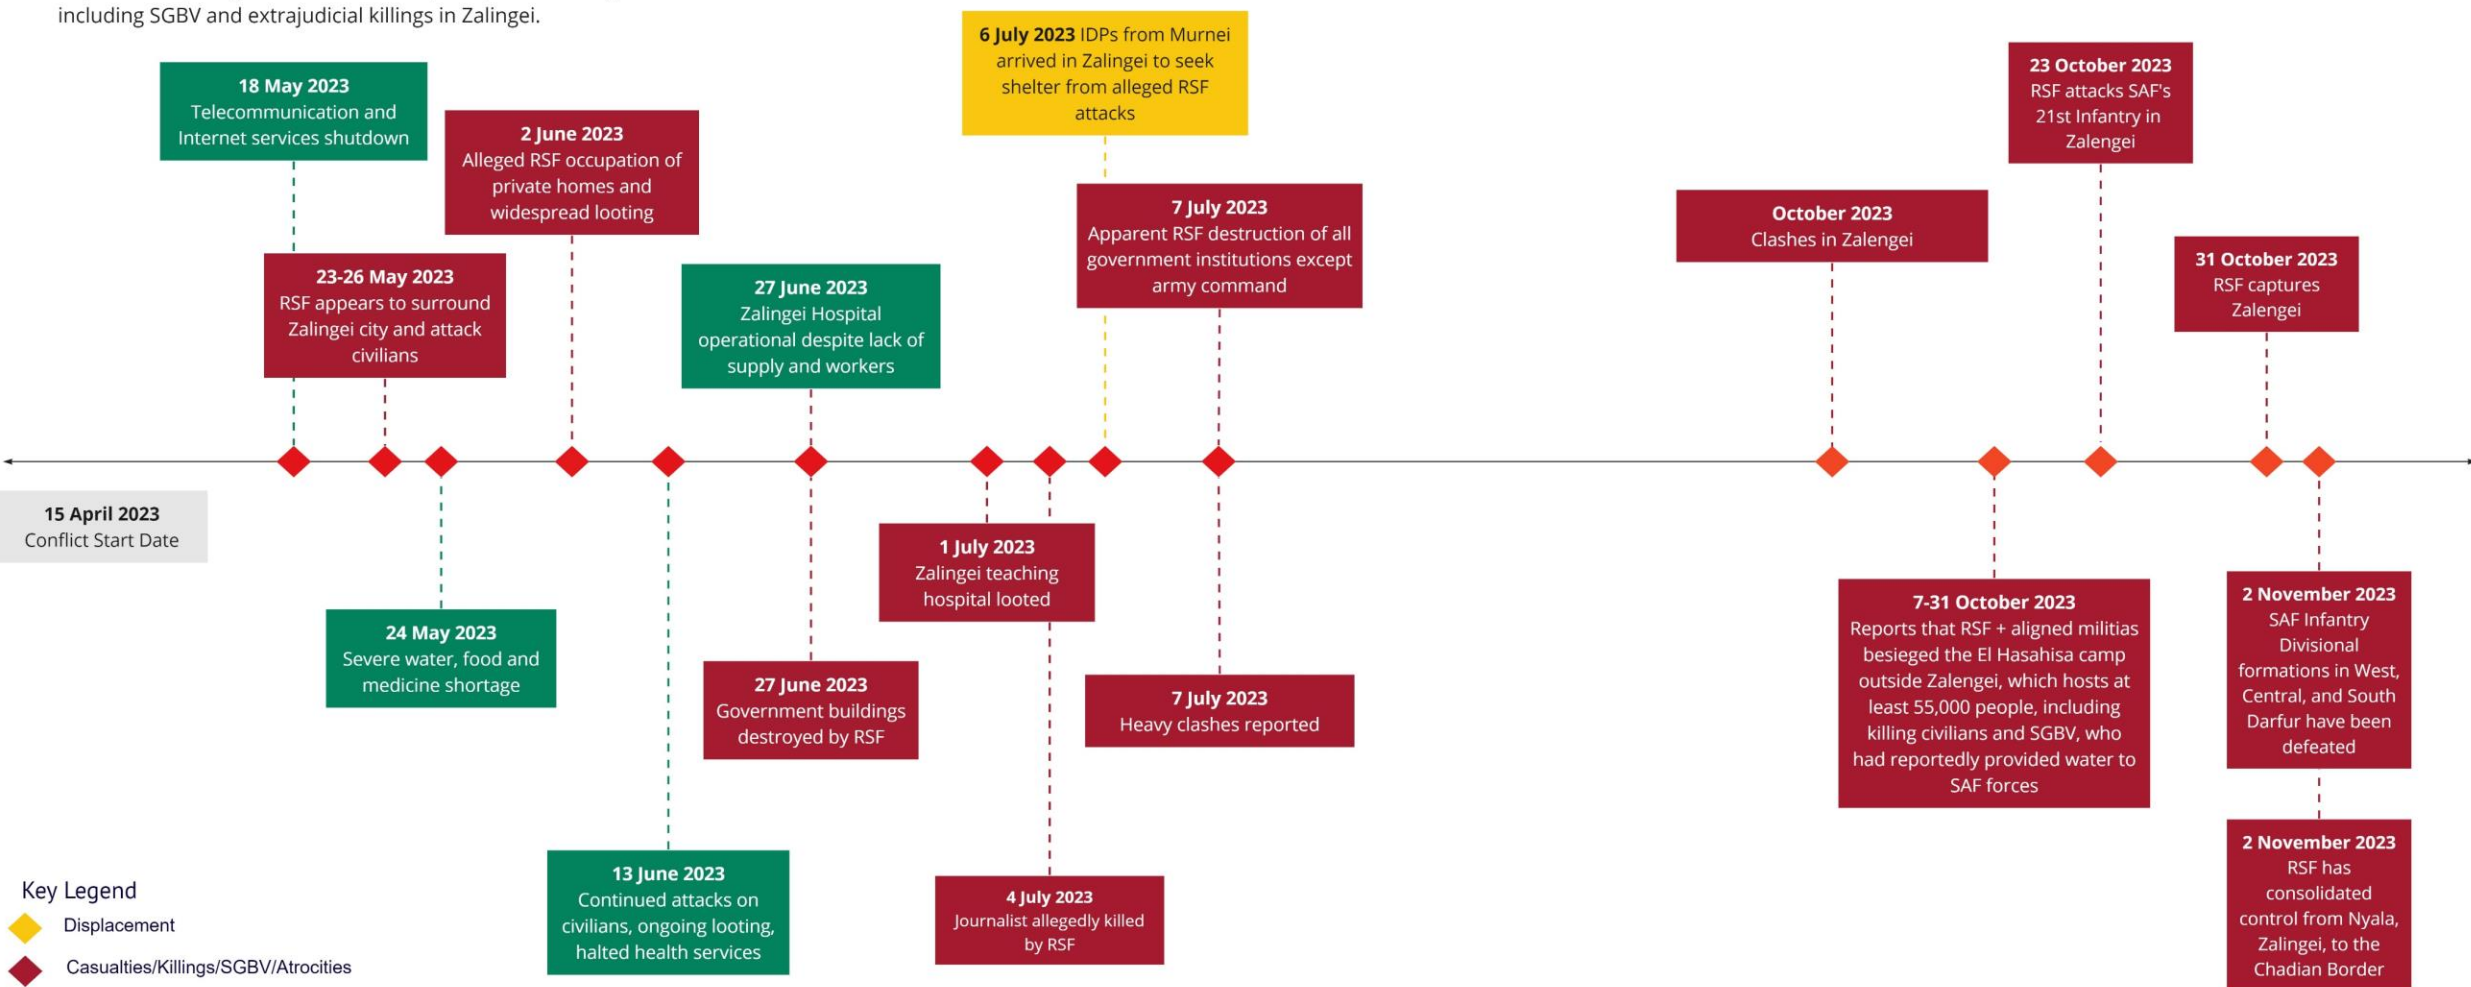 including SGBV and extrajudicial killings in Zalingei.
18 May 2023
Telecommunication and
Internet services shutdown
2 June 2023
Alleged RSF occupation of
private homes and
widespread looting
23-26 May 2023
RSF appears to surround
Zalingei city and attack
civilians
27 June 2023
Zalingei Hospital
operational despite lack of
supply and workers
6 July 2023 IDPs from Murnei
arrived in Zalingei to seek
shelter from alleged RSF
attacks
7 July 2023
Apparent RSF destruction of all
government institutions except
army command
October 2023
Clashes in Zalengei
23 October 2023
RSF attacks SAF's
21st Infantry in
Zalengei
31 October 2023
RSF captures
Zalengei
15 April 2023
Conflict Start Date
24 May 2023
Severe water, food and
medicine shortage
13 June 2023
Continued attacks on
civilians, ongoing looting,
halted health services
27 June 2023
Government buildings
destroyed by RSF
1 July 2023
Zalingei teaching
hospital looted
4 July 2023
Journalist allegedly killed
by RSF
7 July 2023
Heavy clashes reported
7-31 October 2023
Reports that RSF + aligned militias
besieged the El Hasahisa camp
outside Zalengei, which hosts at
least 55,000 people, including
killing civilians and SGBV, who
had reportedly provided water to
SAF forces
2 November 2023
SAF Infantry
Divisional
formations in West,
Central, and South
Darfur have been
defeated
2 November 2023
RSF has
consolidated
control from Nyala,
Zalingei, to the
Chadian Border
Key Legend
Displacement
Casualties/Killings/SGBV/Atrocities